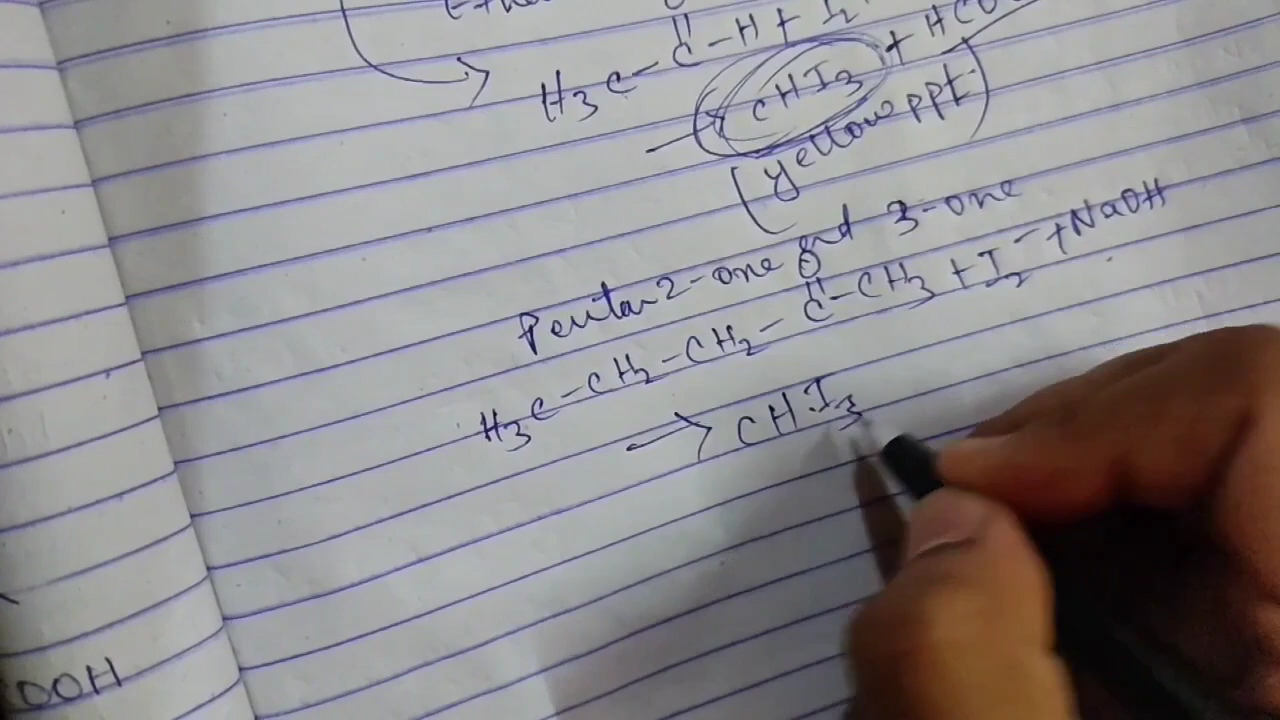 O
H3C-C-H + I2
CHI3 + HCO
(yellow ppt.)
Pentan 2-one and 3-one
O
H3C-CH2-CH2-C-CH3 + I2 + NaOH
→ CHI3
OOH